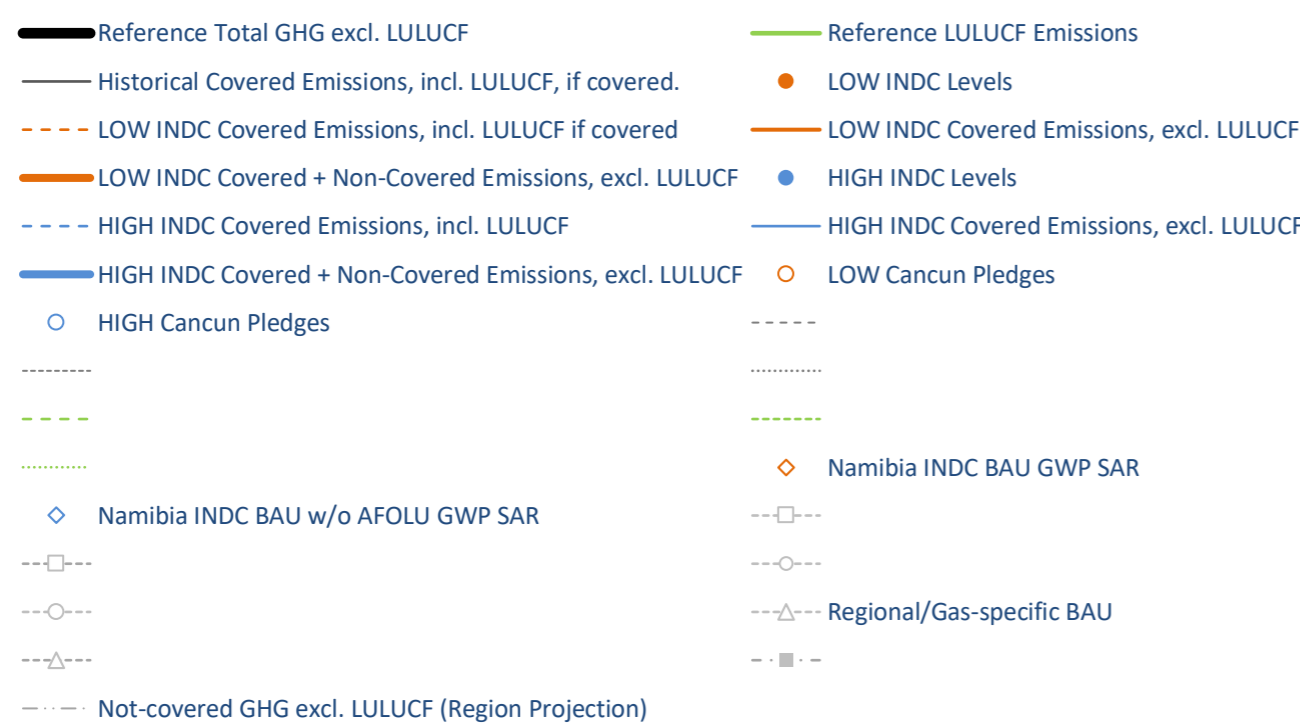 Reference Total GHG excl. LULUCF
Reference LULUCF Emissions
Historical Covered Emissions, incl. LULUCF, if covered.
LOW INDC Levels
LOW INDC Covered Emissions, incl. LULUCF if covered
LOW INDC Covered Emissions, excl. LULUCF
LOW INDC Covered + Non-Covered Emissions, excl. LULUCF
HIGH INDC Levels
HIGH INDC Covered Emissions, incl. LULUCF
HIGH INDC Covered Emissions, excl. LULUCF
HIGH INDC Covered + Non-Covered Emissions, excl. LULUCF
LOW Cancun Pledges
HIGH Cancun Pledges
Namibia INDC BAU GWP SAR
Namibia INDC BAU w/o AFOLU GWP SAR
Regional/Gas-specific BAU
Not-covered GHG excl. LULUCF (Region Projection)